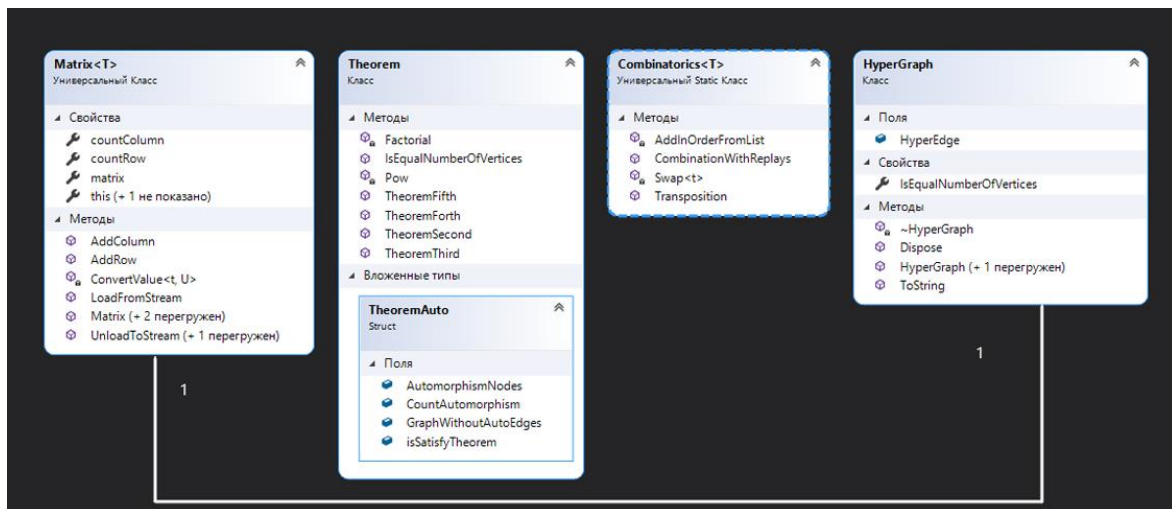 Matrix<T>
Универсальный Класс
Свойства
countColumn
countRow
matrix
this (+ 1 не показано)
Методы
AddColumn
AddRow
ConvertValue<t, U>
LoadFromStream
Matrix (+ 2 перегружен)
UnloadToStream (+ 1 перегружен)
Theorem
Класс
Методы
Factorial
IsEqualNumberOfVertices
Pow
TheoremFifth
TheoremForth
TheoremSecond
TheoremThird
Вложенные типы
TheoremAuto
Struct
Поля
AutomorphismNodes
CountAutomorphism
GraphWithoutAutoEdges
isSatisfyTheorem
Combinatorics<T>
Универсальный Static Класс
Методы
AddInOrderFromList
CombinationWithReplays
Swap<t>
Transposition
HyperGraph
Класс
Поля
HyperEdge
Свойства
IsEqualNumberOfVertices
Методы
~HyperGraph
Dispose
HyperGraph (+ 1 перегружен)
ToString
1
1